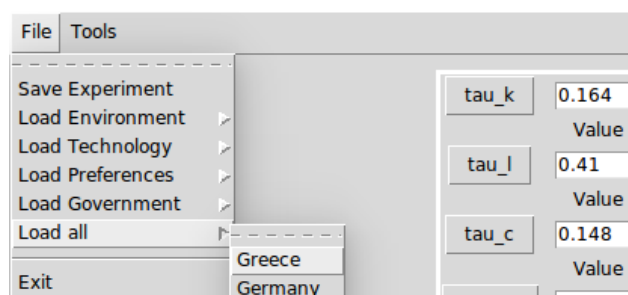 File Tools
Save Experiment
Load Environment
Load Technology
Load Preferences
Load Government
Load all
Exit
Greece
Germany
tau_k 0.164
Value
tau_l 0.41
Value
tau_c 0.148
Value